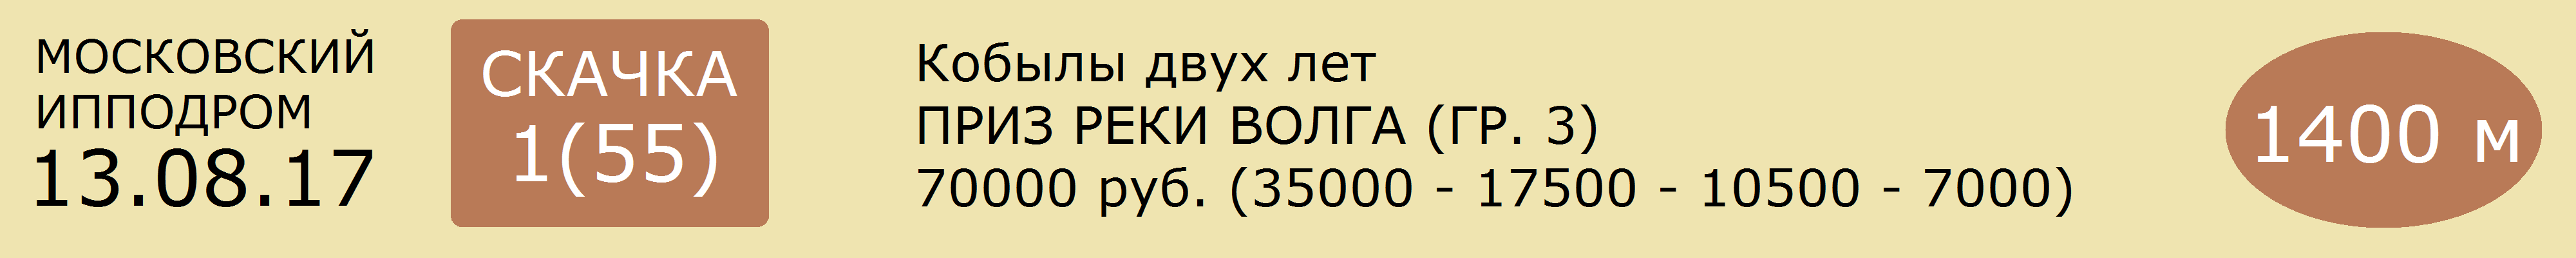 МОСКОВСКИЙ
ИППОДРОМ
13.08.17
СКАЧКА
1(55)
Кобылы двух лет
ПРИЗ РЕКИ ВОЛГА (ГР. 3)
70000 руб. (35000 - 17500 - 10500 - 7000)
1400 м